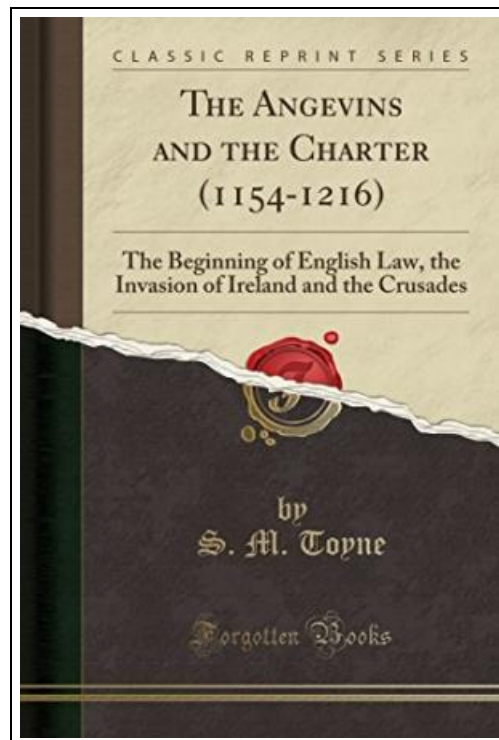 CLASSIC REPRINT SERIES
THE ANGEVINS
AND THE CHARTER
(1154-1216)
The Beginning of English Law, the
Invasion of Ireland and the Crusades
by
S. M. Toyne
Forgotten Books